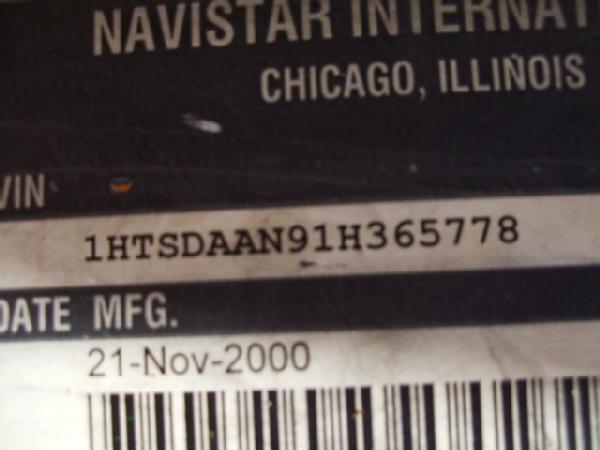 NAVISTAR INTERNAT
CHICAGO, ILLINOIS
VIN
1HTSDAAN91H365778
DATE MFG.
21-Nov-2000